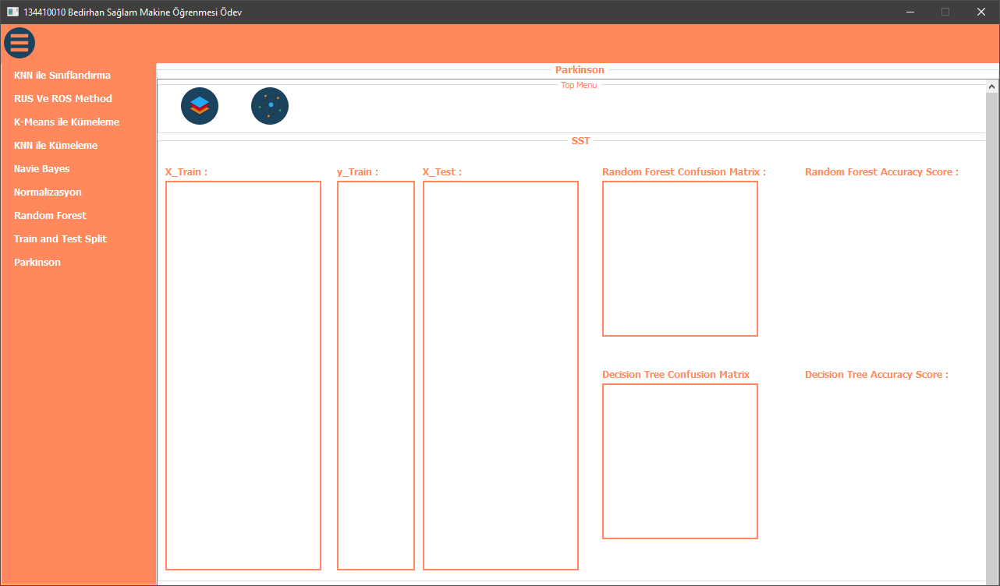 134410010 Bedirhan Sağlam Makine Öğrenmesi Ödev
KNN ile Sınıflandırma
RUS Ve ROS Method
K-Means ile Kümeleme
KNN ile Kümeleme
Navie Bayes
Normalizasyon
Random Forest
Train and Test Split
Parkinson
Parkinson
Top Menu
SST
X_Train :
y_Train :
X_Test :
Random Forest Confusion Matrix :
Random Forest Accuracy Score :
Decision Tree Confusion Matrix
Decision Tree Accuracy Score :